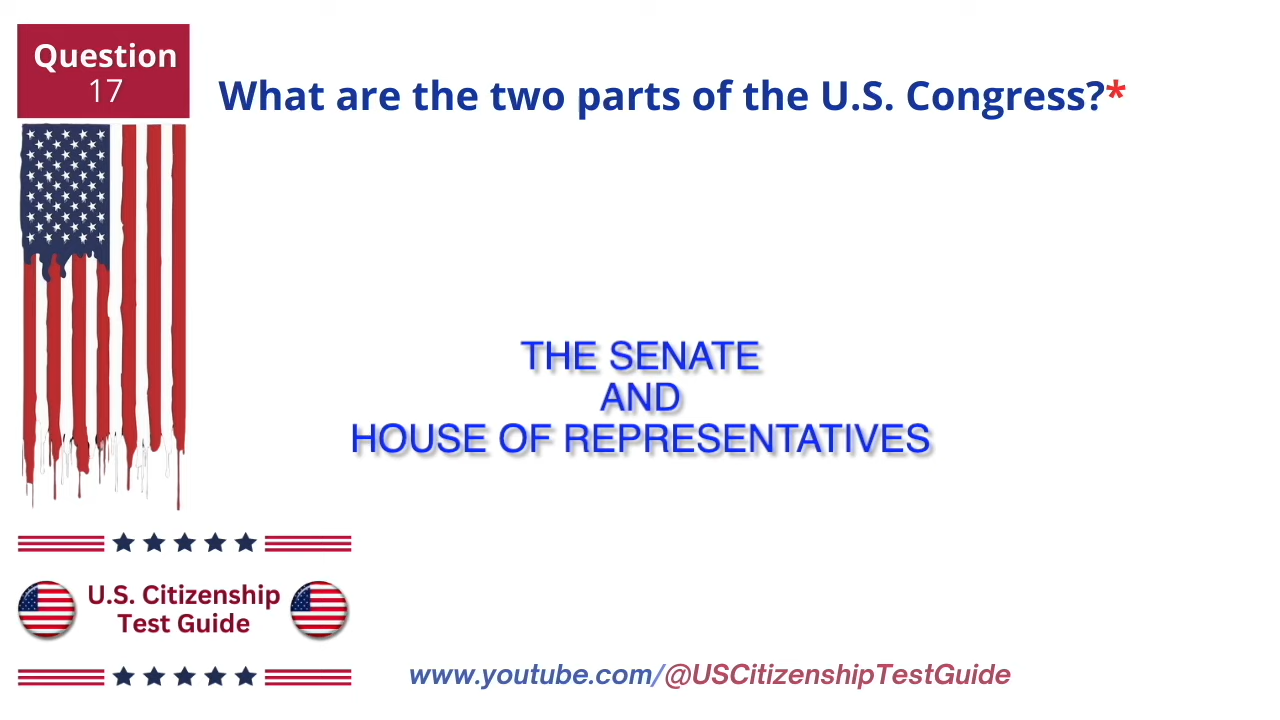 Question
17
What are the two parts of the U.S. Congress?*
THE SENATE
AND
HOUSE OF REPRESENTATIVES
U.S. Citizenship
Test Guide
www.youtube.com/@USCitizenshipTestGuide